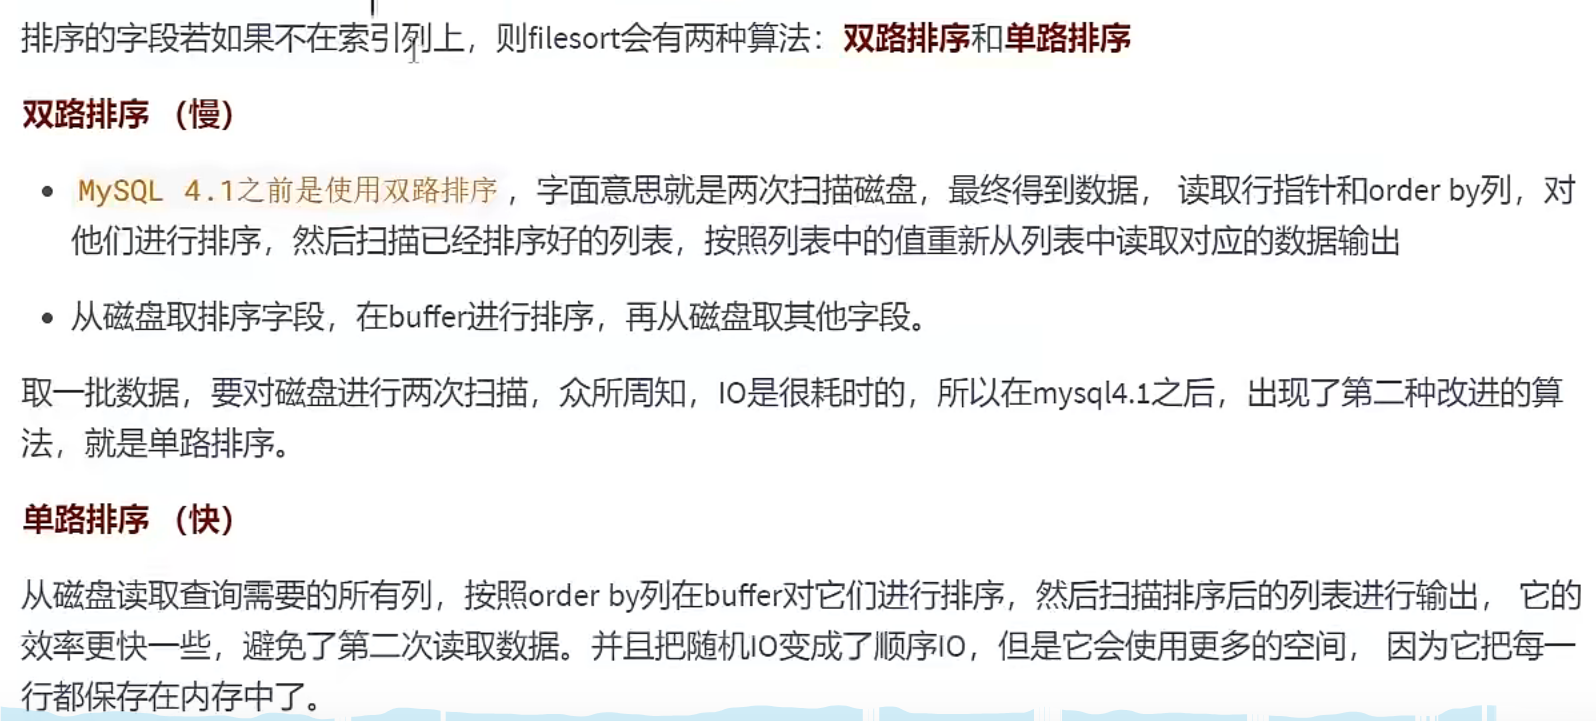 排序的字段若如果不在索引列上，则filesort会有两种算法：双路排序和单路排序
双路排序 （慢）
MySQL 4.1之前是使用双路排序 ，字面意思就是两次扫描磁盘，最终得到数据， 读取行指针和order by列，对
他们进行排序，然后扫描已经排序好的列表，按照列表中的值重新从列表中读取对应的数据输出
从磁盘取排序字段，在buffer进行排序，再从磁盘取其他字段。
取一批数据，要对磁盘进行两次扫描，众所周知，IO是很耗时的，所以在mysql4.1之后，出现了第二种改进的算
法，就是单路排序。
单路排序 （快）
从磁盘读取查询需要的所有列，按照order by列在buffer对它们进行排序，然后扫描排序后的列表进行输出， 它的
效率更快一些，避免了第二次读取数据。并且把随机IO变成了顺序IO，但是它会使用更多的空间， 因为它把每一
行都保存在内存中了。